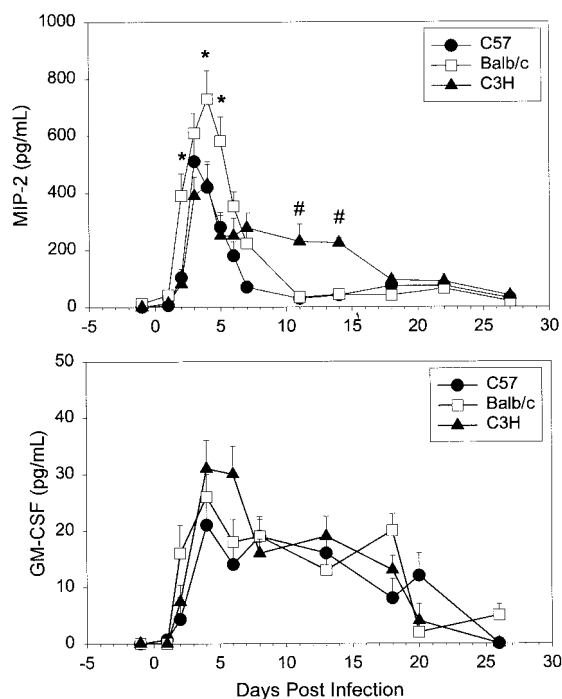 1000
800
600
400
200
0
MIP-2 (pg/mL)
C57
Balb/c
C3H
*
*
*
#
#
-5 0 5 10 15 20 25 30
50
40
30
20
10
0
GM-CSF (pg/mL)
C57
Balb/c
C3H
-5 0 5 10 15 20 25 30
Days Post Infection